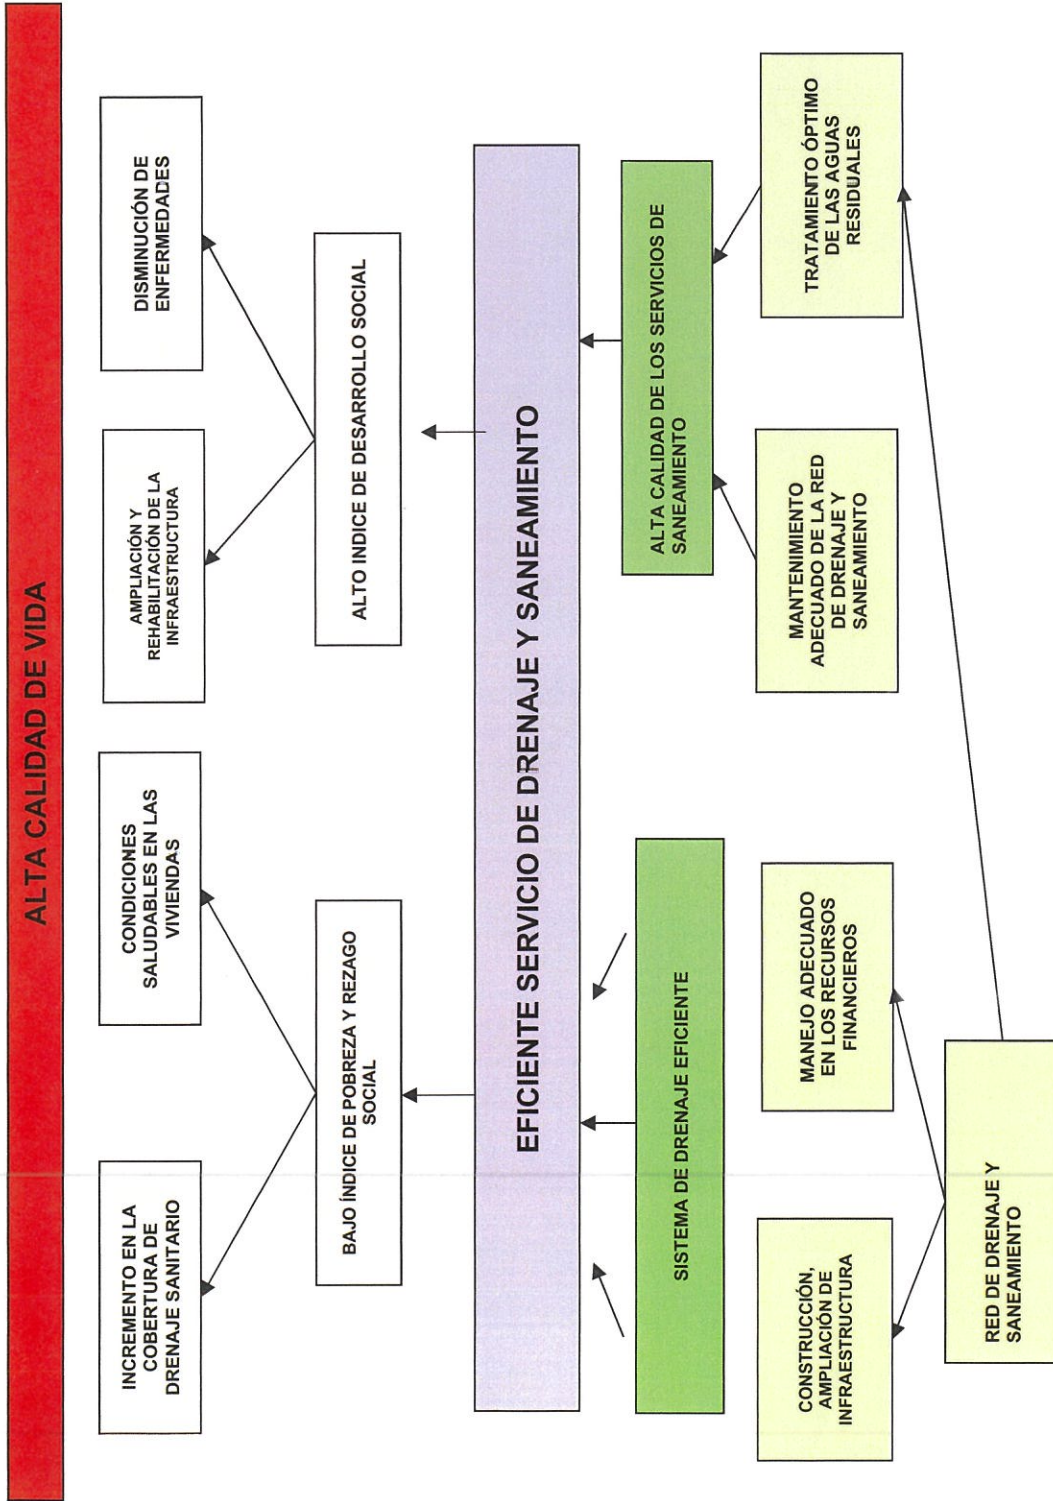 ALTA CALIDAD DE VIDA
INCREMENTO EN LA
COBERTURA DE
DRENAJE SANITARIO
CONDICIONES
SALUDABLES EN LAS
VIVIENDAS
AMPLIACIÓN Y
REHABILITACIÓN DE LA
INFRAESTRUCTURA
DISMINUCIÓN DE
ENFERMEDADES
BAJO ÍNDICE DE POBREZA Y REZAGO
SOCIAL
ALTO INDICE DE DESARROLLO SOCIAL
EFICIENTE SERVICIO DE DRENAJE Y SANEAMIENTO
SISTEMA DE DRENAJE EFICIENTE
ALTA CALIDAD DE LOS SERVICIOS DE
SANEAMIENTO
CONSTRUCCIÓN,
AMPLIACIÓN DE
INFRAESTRUCTURA
MANEJO ADECUADO
EN LOS RECURSOS
FINANCIEROS
MANTENIMIENTO
ADECUADO DE LA RED
DE DRENAJE Y
SANEAMIENTO
TRATAMIENTO ÓPTIMO
DE LAS AGUAS
RESIDUALES
RED DE DRENAJE Y
SANEAMIENTO